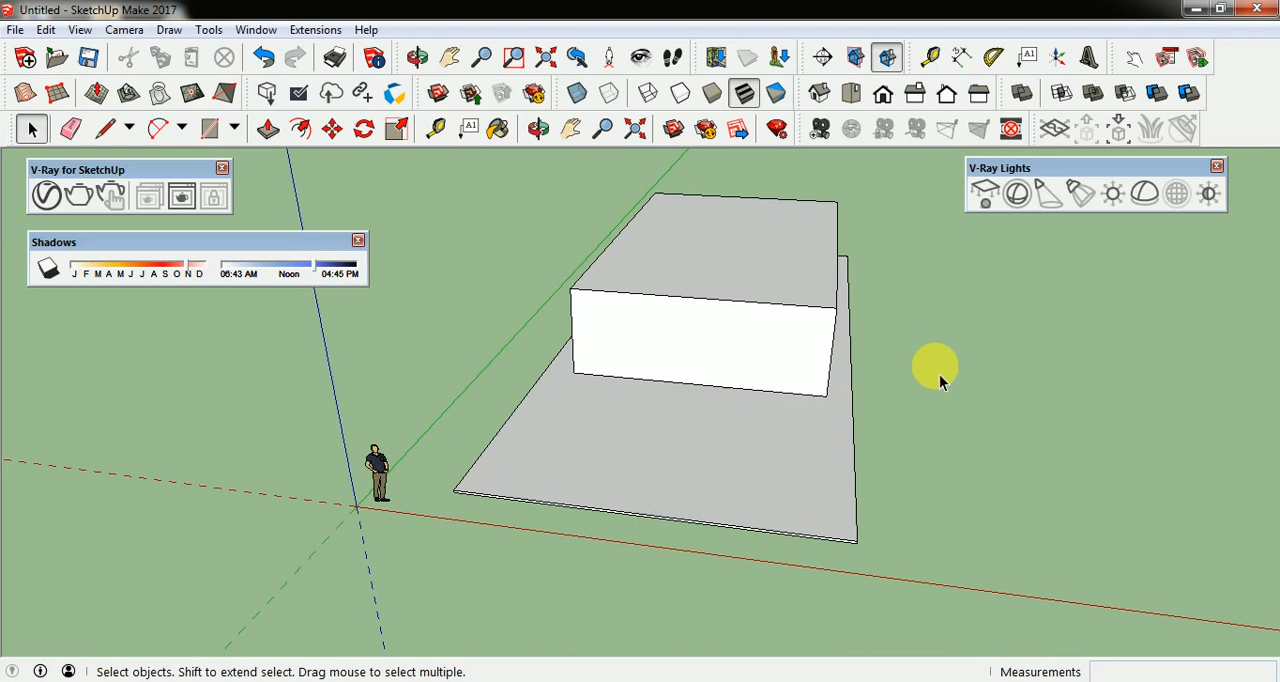 Untitled - SketchUp Make 2017
File Edit View Camera Draw Tools Window Extensions Help
A1
A1
V-Ray for SketchUp
V-Ray Lights
Shadows
J F M A M J J A S O N D 06:43 AM Noon 04:45 PM
Select objects. Shift to extend select. Drag mouse to select multiple.
Measurements